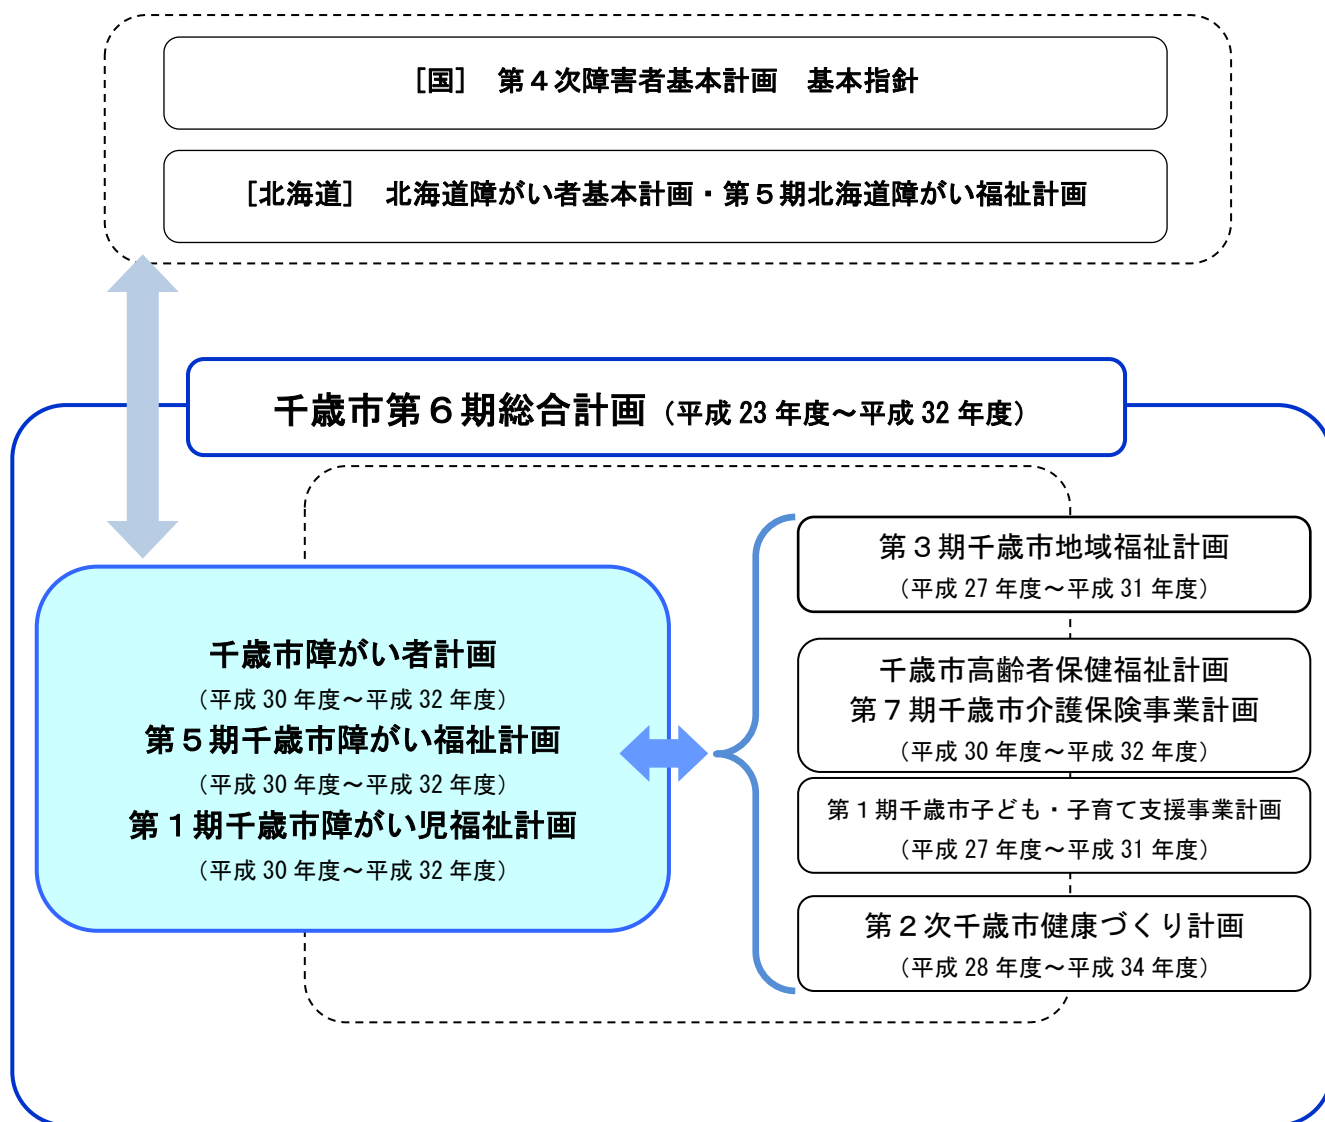 ［国］　第４次障害者基本計画　基本指針
［北海道］　北海道障がい者基本計画・第５期北海道障がい福祉計画
千歳市第６期総合計画（平成 23 年度～平成 32 年度）
千歳市障がい者計画
（平成 30 年度～平成 32 年度）
第５期千歳市障がい福祉計画
（平成 30 年度～平成 32 年度）
第１期千歳市障がい児福祉計画
（平成 30 年度～平成 32 年度）
第３期千歳市地域福祉計画
（平成 27 年度～平成 31 年度）
千歳市高齢者保健福祉計画
第７期千歳市介護保険事業計画
（平成 30 年度～平成 32 年度）
第１期千歳市子ども・子育て支援事業計画
（平成 27 年度～平成 31 年度）
第２次千歳市健康づくり計画
（平成 28 年度～平成 34 年度）